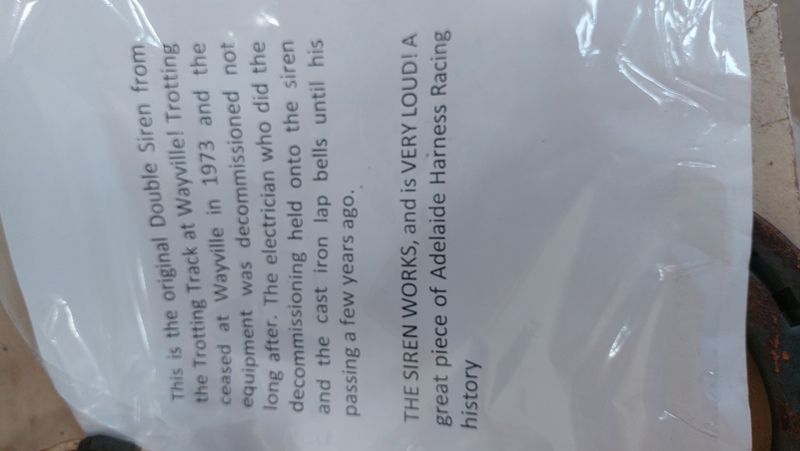 This is the original Double Siren from
the Trotting Track at Wayville! Trotting
ceased at Wayville in 1973 and the
equipment was decommissioned not
long after. The electrician who did the
decommissioning held onto the siren
and the cast iron lap bells until his
passing a few years ago.
THE SIREN WORKS, and is VERY LOUD! A
great piece of Adelaide Harness Racing
history